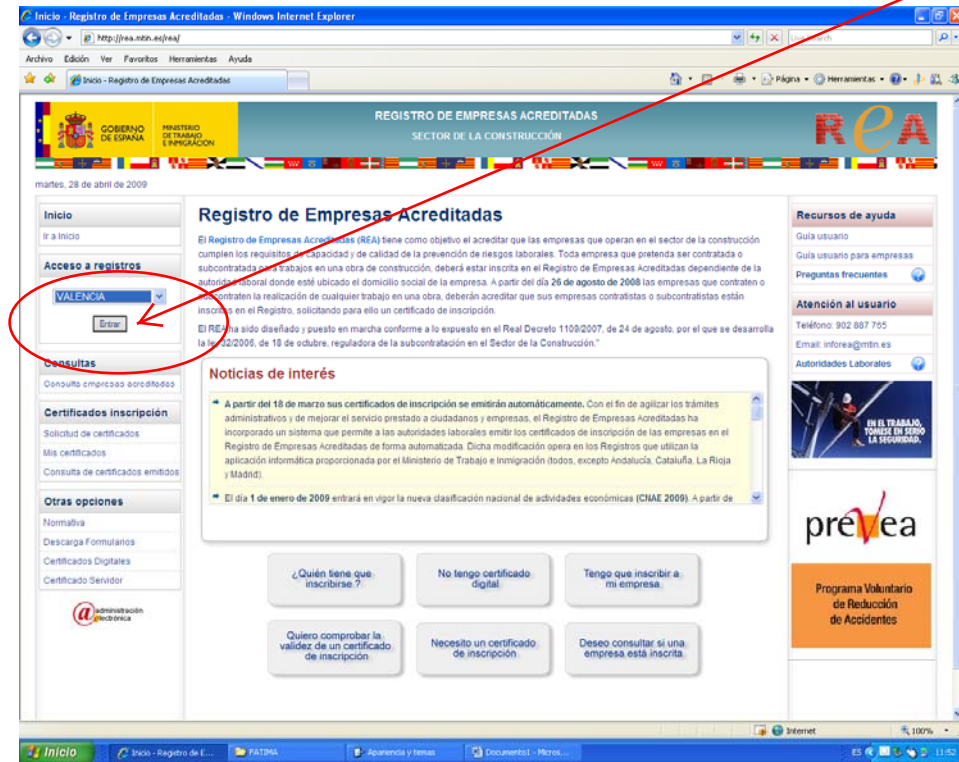 Inicio - Registro de Empresas Acreditadas - Windows Internet Explorer
http://rea.mtin.es/rea/
Live Search
Archivo Edición Ver Favoritos Herramientas Ayuda
Inicio - Registro de Empresas Acreditadas
Página Herramientas
GOBIERNO DE ESPAÑA
MINISTERIO DE TRABAJO E INMIGRACIÓN
REGISTRO DE EMPRESAS ACREDITADAS
SECTOR DE LA CONSTRUCCIÓN
ReA
martes, 28 de abril de 2009
Inicio
Ir a Inicio
Acceso a registros
VALENCIA
Entrar
Consultas
Consulta empresas acreditadas
Certificados inscripción
Solicitud de certificados
Mis certificados
Consulta de certificados emitidos
Otras opciones
Normativa
Descarga Formularios
Certificados Digitales
Certificado Servidor
administración electrónica
Registro de Empresas Acreditadas
El Registro de Empresas Acreditadas (REA) tiene como objetivo el acreditar que las empresas que operan en el sector de la construcción
cumplen los requisitos de capacidad y de calidad de la prevención de riesgos laborales. Toda empresa que pretenda ser contratada o
subcontratada para trabajos en una obra de construcción, deberá estar inscrita en el Registro de Empresas Acreditadas dependiente de la
autoridad laboral donde esté ubicado el domicilio social de la empresa. A partir del día 26 de agosto de 2008 las empresas que contraten o
subcontraten la realización de cualquier trabajo en una obra, deberán acreditar que sus empresas contratistas o subcontratistas están
inscritas en el Registro, solicitando para ello un certificado de inscripción.
El REA ha sido diseñado y puesto en marcha conforme a lo expuesto en el Real Decreto 1109/2007, de 24 de agosto, por el que se desarrolla
la ley 32/2006, de 18 de octubre, reguladora de la subcontratación en el Sector de la Construcción."
Noticias de interés
A partir del 18 de marzo sus certificados de inscripción se emitirán automáticamente. Con el fin de agilizar los trámites
administrativos y de mejorar el servicio prestado a ciudadanos y empresas, el Registro de Empresas Acreditadas ha
incorporado un sistema que permite a las autoridades laborales emitir los certificados de inscripción de las empresas en el
Registro de Empresas Acreditadas de forma automatizada. Dicha modificación opera en los Registros que utilizan la
aplicación informática proporcionada por el Ministerio de Trabajo e Inmigración (todos, excepto Andalucía, Cataluña, La Rioja
y Madrid).
El día 1 de enero de 2009 entrará en vigor la nueva clasificación nacional de actividades económicas (CNAE 2009). A partir de
¿Quién tiene que inscribirse ?
No tengo certificado digital
Tengo que inscribir a mi empresa
Quiero comprobar la validez de un certificado de inscripción
Necesito un certificado de inscripción
Deseo consultar si una empresa está inscrita
Recursos de ayuda
Guía usuario
Guía usuario para empresas
Preguntas frecuentes
Atención al usuario
Teléfono: 902 887 765
Email: inforea@mtin.es
Autoridades Laborales
EN EL TRABAJO,
TÓMESE EN SERIO
LA SEGURIDAD.
prevea
Programa Voluntario
de Reducción
de Accidentes
Internet
100%
Inicio
Inicio - Registro de E...
FATIMA
Apariencia y temas
Documento1 - Micros...
ES
11:52